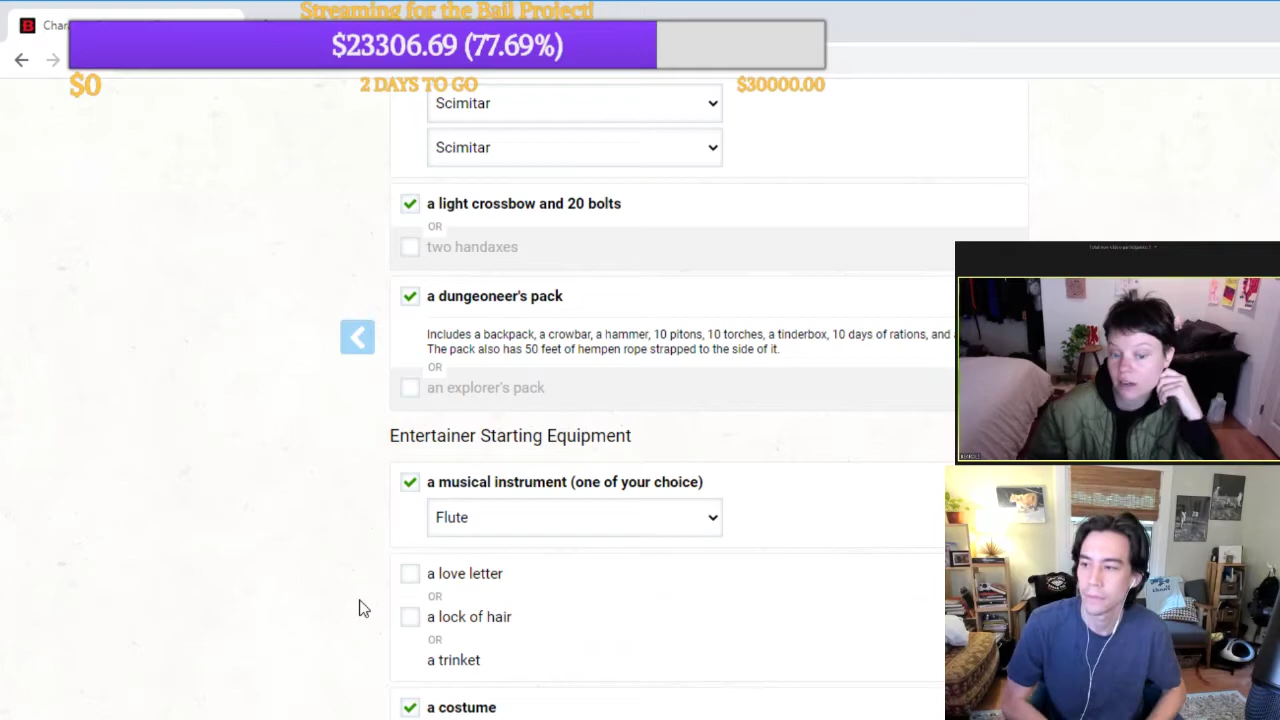 Streaming for the Bail Project!
Char
$23306.69 (77.69%)
$0
2 DAYS TO GO
$30000.00
Scimitar
Scimitar
a light crossbow and 20 bolts
OR
two handaxes
a dungeoneer's pack
Includes a backpack, a crowbar, a hammer, 10 pitons, 10 torches, a tinderbox, 10 days of rations, and
The pack also has 50 feet of hempen rope strapped to the side of it.
OR
an explorer's pack
Entertainer Starting Equipment
a musical instrument (one of your choice)
Flute
a love letter
OR
a lock of hair
OR
a trinket
a costume